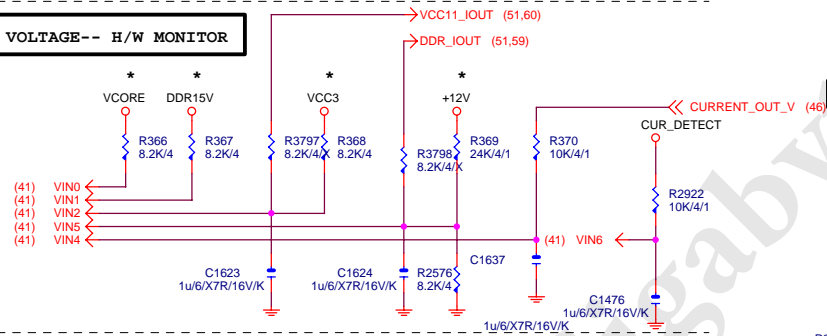 VCC11_IOUT (51,60)
VOLTAGE-- H/W MONITOR
DDR_IOUT (51,59)
* * * *
VCORE DDR15V VCC3 +12V
CURRENT_OUT_V (46)
CUR_DETECT
R366 R367 R3797 R368 R3798 R369 R370
8.2K/4 8.2K/4 8.2K/4/X 8.2K/4 8.2K/4/X 24K/4/1 10K/4/1
(41) VIN0
(41) VIN1
(41) VIN2
(41) VIN5
(41) VIN4
(41) VIN6
R2922
10K/4/1
C1623
1u/6/X7R/16V/K
C1624
1u/6/X7R/16V/K
R2576
8.2K/4
C1637
1u/6/X7R/16V/K
C1476
1u/6/X7R/16V/K